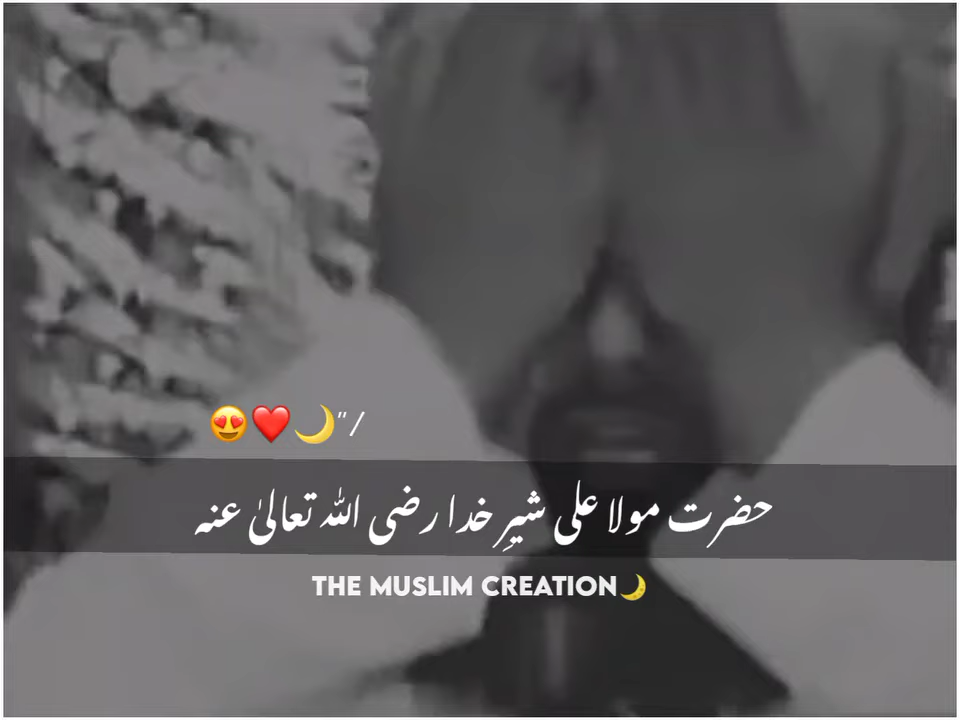 😍❤️🌙"/
حضرت مولا علی شیرِ خدا رضی اللہ تعالیٰ عنہ
THE MUSLIM CREATION🌙